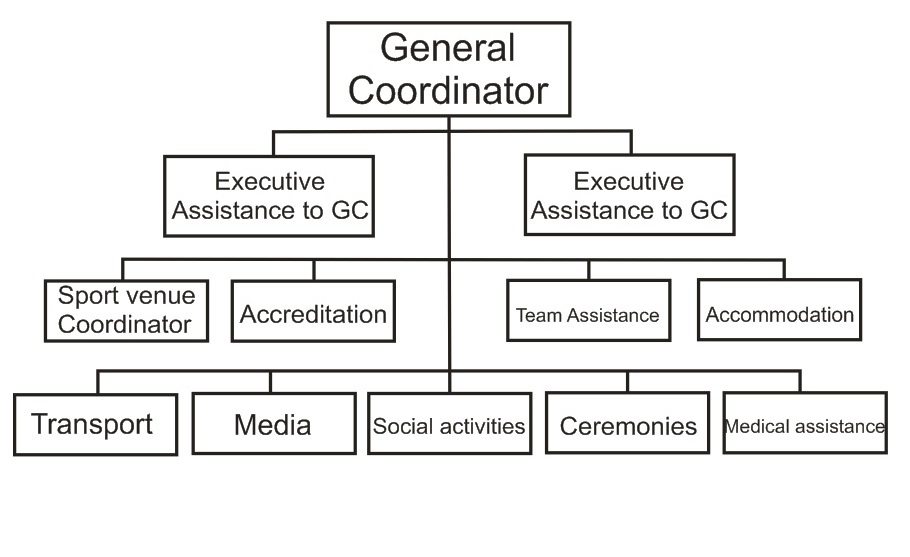 General
Coordinator
Executive
Assistance to GC
Executive
Assistance to GC
Sport venue
Coordinator
Accreditation
Team Assistance
Accommodation
Transport
Media
Social activities
Ceremonies
Medical assistance